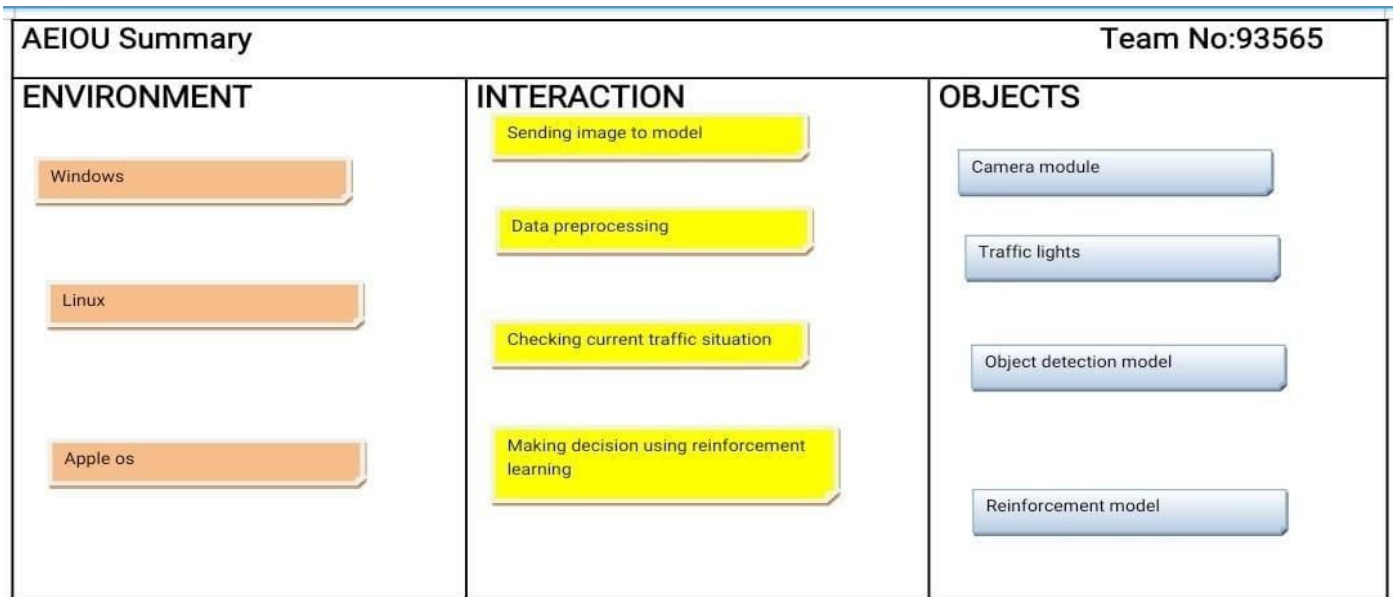 AEIOU Summary
Team No:93565
ENVIRONMENT
Windows
Linux
Apple os
INTERACTION
Sending image to model
Data preprocessing
Checking current traffic situation
Making decision using reinforcement
learning
OBJECTS
Camera module
Traffic lights
Object detection model
Reinforcement model